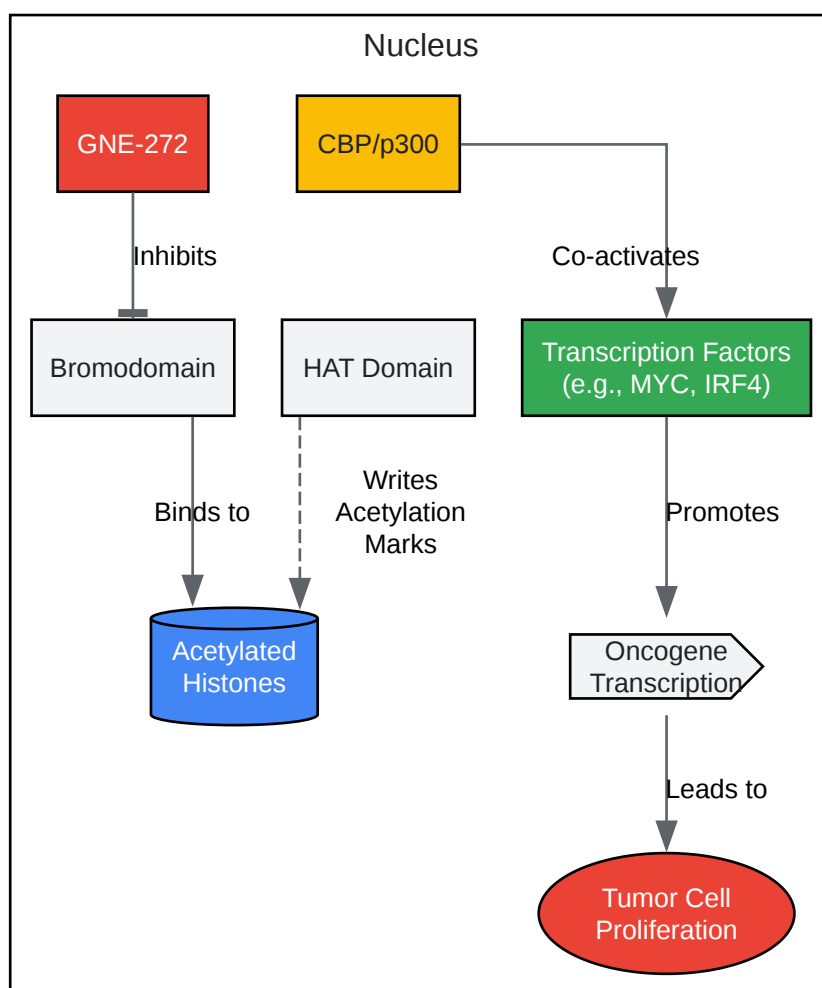 Nucleus
GNE-272
CBP/p300
Inhibits
Co-activates
Bromodomain
HAT Domain
Transcription Factors
(e.g., MYC, IRF4)
Binds to
Writes
Acetylation
Marks
Promotes
Acetylated
Histones
Oncogene
Transcription
Leads to
Tumor Cell
Proliferation